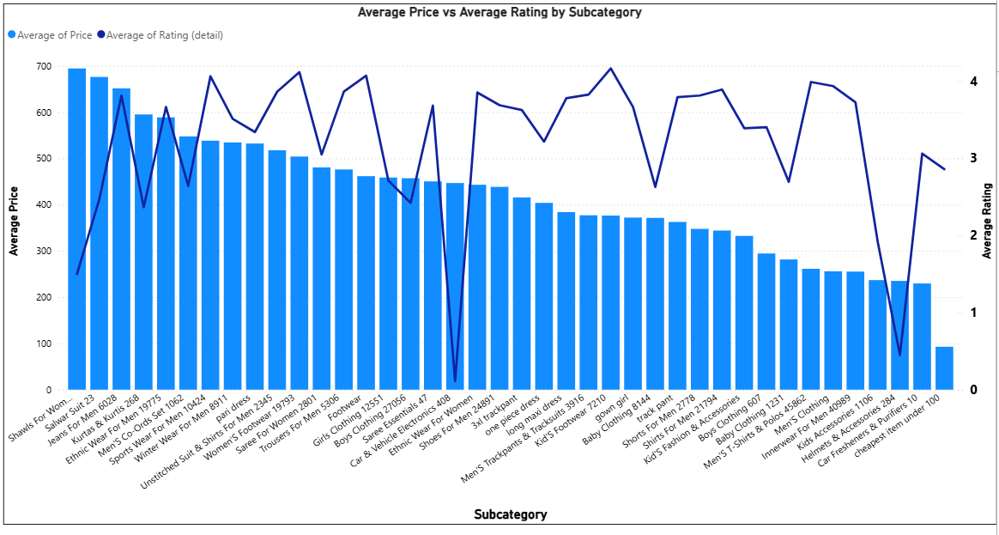 Average Price vs Average Rating by Subcategory
Average of Price Average of Rating (detail)
700
600
500
400
300
200
100
0
Average Price
4
3
2
1
0
Average Rating
Shawls For Wom...
Salwar Suit 23
Jeans For Men 6028
Kurtas & Kurtis 268
Ethnic Wear For Men 19775
Men'S Co-Ords Set 1062
Sports Wear For Men 10424
Winter Wear For Men 8911
pari dress
Unstitched Suit & Shirts For Men 2345
Women'S Footwear 19793
Saree For Women 2801
Trousers For Men 5306
Footwear
Girls Clothing 12551
Boys Clothing 27056
Saree Essentials 47
Car & Vehicle Electronics 408
Ethnic Wear For Women
Shoes For Men 24891
3xl trackpant
one piece dress
long maxi dress
Men'S Trackpants & Tracksuits 3916
Kid'S Footwear 7210
gown girl
Baby Clothing 8144
track pant
Shorts For Men 2778
Shirts For Men 21794
Kid'S Fashion & Accessories
Boys Clothing 607
Baby Clothing 1231
Men'S T-Shirts & Polos 45862
Men'S Clothing
Innerwear For Men 40989
Kids Accessories 1106
Helmets & Accessories 284
Car Fresheners & Purifiers 10
cheapest item under 100
Subcategory